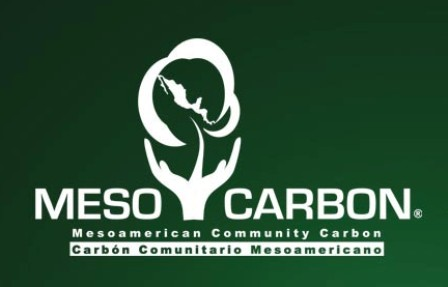 MESO CARBON®
Mesoamerican Community Carbon
Carbón Comunitario Mesoamericano